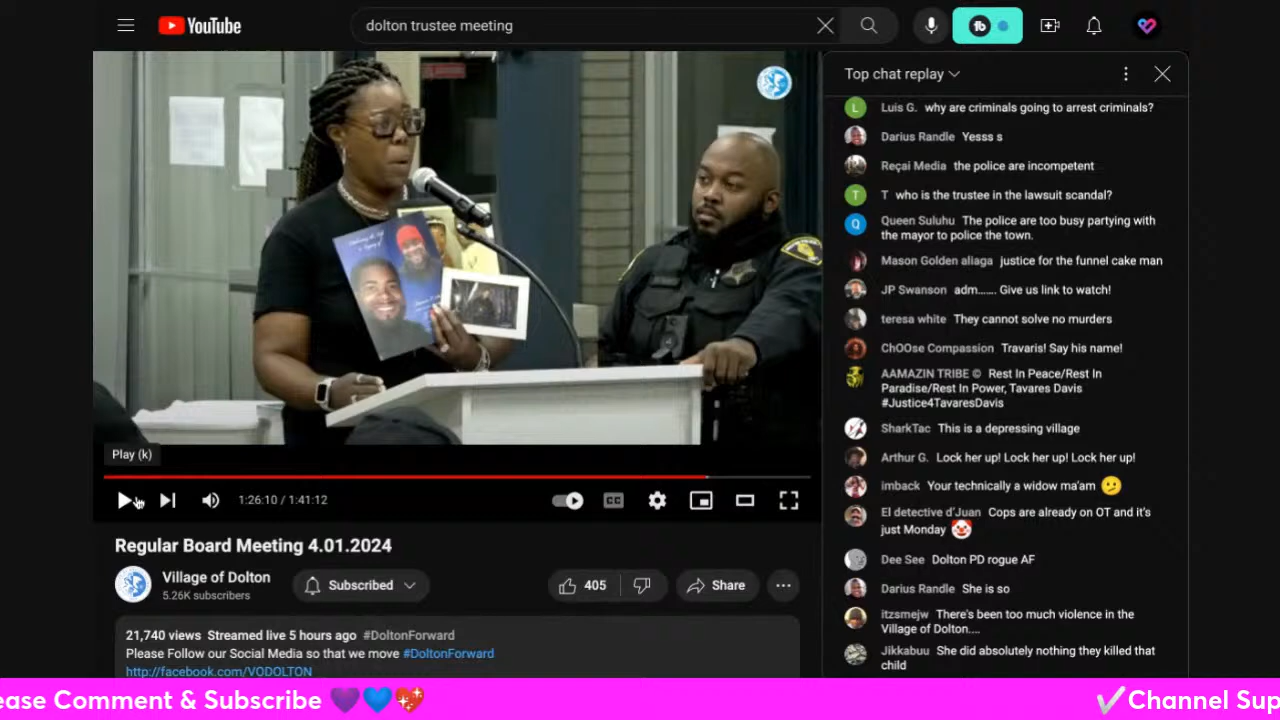 YouTube
dolton trustee meeting
Top chat replay
Luis G. why are criminals going to arrest criminals?
Darius Randle Yesss s
Reçai Media the police are incompetent
T who is the trustee in the lawsuit scandal?
Queen Suluhu The police are too busy partying with
the mayor to police the town.
Mason Golden aliaga justice for the funnel cake man
JP Swanson adm....... Give us link to watch!
teresa white They cannot solve no murders
ChOOse Compassion Travaris! Say his name!
AAMAZIN TRIBE © Rest In Peace/Rest In
Paradise/Rest In Power, Tavares Davis
#Justice4TavaresDavis
SharkTac This is a depressing village
Arthur G. Lock her up! Lock her up! Lock her up!
imback Your technically a widow ma'am 🫤
El detective d'Juan Cops are already on OT and it's
just Monday 🤡
Dee See Dolton PD rogue AF
Darius Randle She is so
itzsmejw There's been too much violence in the
Village of Dolton....
Jikkabuu She did absolutely nothing they killed that
child
Play (k)
1:26:10 / 1:41:12
CC
Regular Board Meeting 4.01.2024
Village of Dolton
5.26K subscribers
Subscribed
405
Share
21,740 views Streamed live 5 hours ago #DoltonForward
Please Follow our Social Media so that we move #DoltonForward
http://facebook.com/VODOLTON
ease Comment & Subscribe 💜💙💖
✔Channel Sup